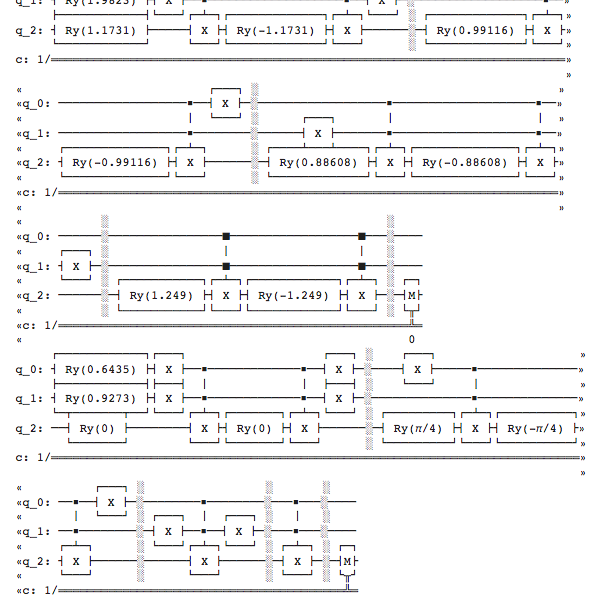 q_1: Ry(1.9823) X X »
q_2: Ry(1.1731) X Ry(-1.1731) X Ry(0.99116) X »
c: 1/ »
»
«
«q_0: X »
«
«q_1: X »
«
«q_2: Ry(-0.99116) X Ry(0.88608) X Ry(-0.88608) X »
«
«c: 1/ »
« »
«
«q_0:
«
«q_1: X
«
«q_2: Ry(1.249) X Ry(-1.249) X M
«
«c: 1/
« 0
»
q_0: Ry(0.6435) X X X »
»
q_1: Ry(0.9273) X X »
»
q_2: Ry(0) X Ry(0) X Ry(π/4) X Ry(-π/4) »
»
c: 1/ »
»
«
«q_0: X
«
«q_1: X X
«
«q_2: X X X M
«
«c: 1/